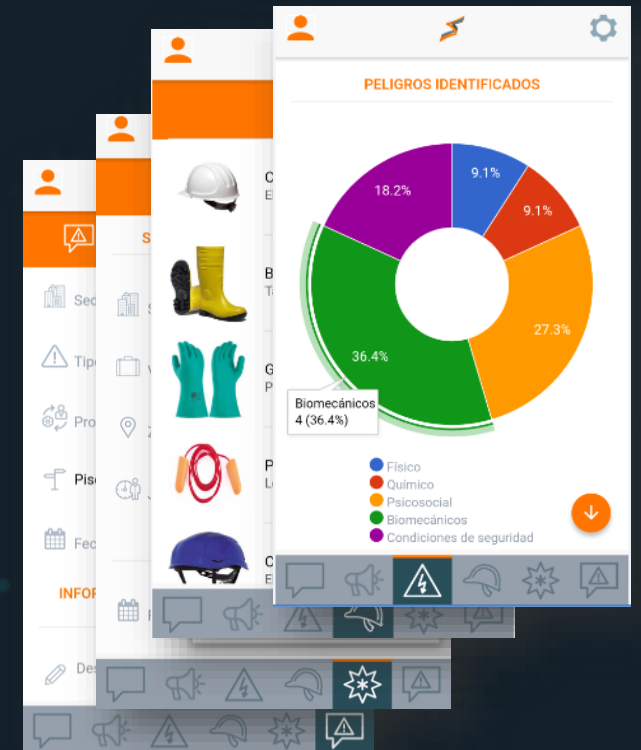 PELIGROS IDENTIFICADOS
9.1%
18.2%
9.1%
27.3%
36.4%
Biomecánicos
4 (36.4%)
Físico
Químico
Psicosocial
Biomecánicos
Condiciones de seguridad